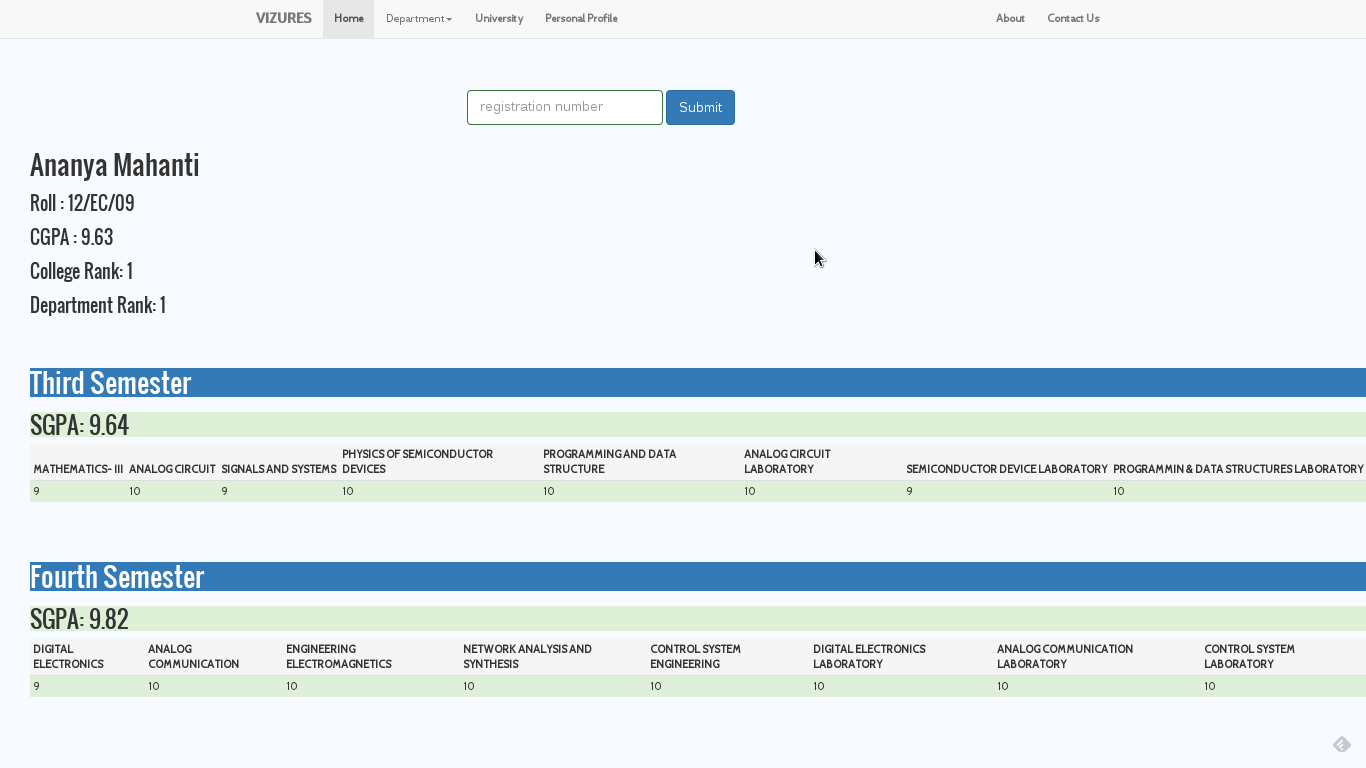 VIZURES Home Department University Personal Profile About Contact Us
registration number Submit
Ananya Mahanti
Roll : 12/EC/09
CGPA : 9.63
College Rank: 1
Department Rank: 1
Third Semester
SGPA: 9.64
MATHEMATICS- III ANALOG CIRCUIT SIGNALS AND SYSTEMS PHYSICS OF SEMICONDUCTOR DEVICES PROGRAMMING AND DATA STRUCTURE ANALOG CIRCUIT LABORATORY SEMICONDUCTOR DEVICE LABORATORY PROGRAMMIN & DATA STRUCTURES LABORATORY
9 10 9 10 10 10 9 10
Fourth Semester
SGPA: 9.82
DIGITAL ELECTRONICS ANALOG COMMUNICATION ENGINEERING ELECTROMAGNETICS NETWORK ANALYSIS AND SYNTHESIS CONTROL SYSTEM ENGINEERING DIGITAL ELECTRONICS LABORATORY ANALOG COMMUNICATION LABORATORY CONTROL SYSTEM LABORATORY
9 10 10 10 10 10 10 10